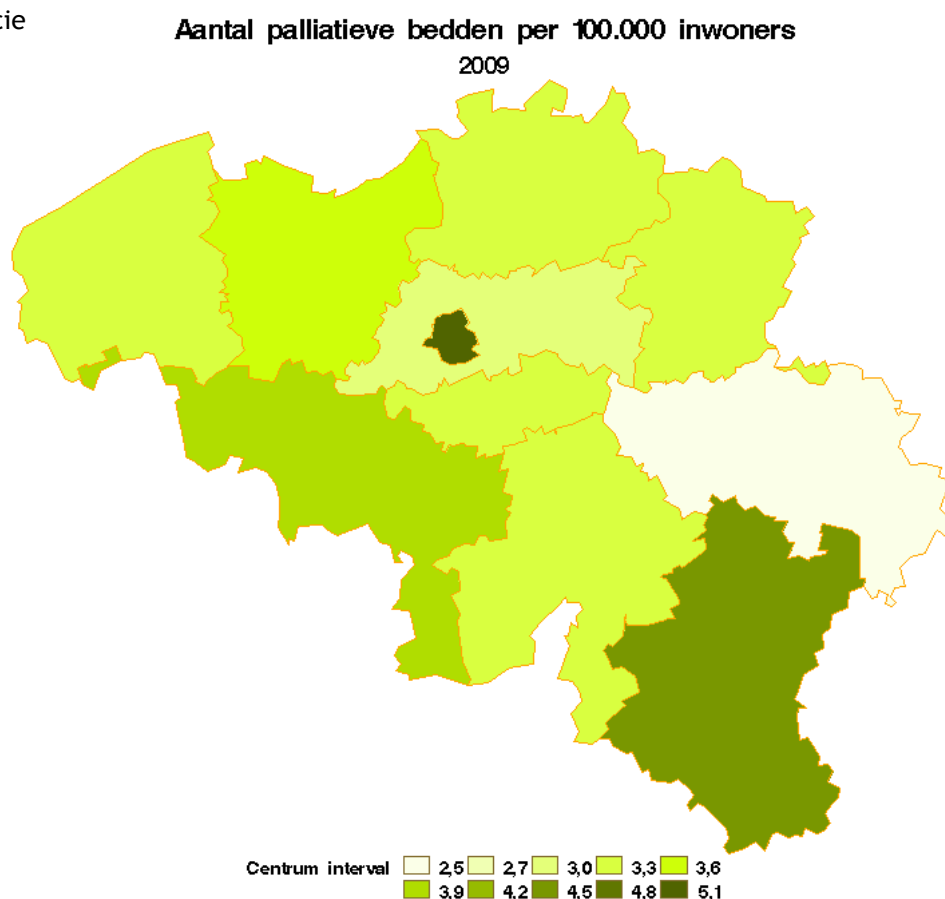 cie
Aantal palliatieve bedden per 100.000 inwoners
2009
Centrum interval 2,5 2,7 3,0 3,3 3,6
3.9 4.2 4.5 4.8 5.1